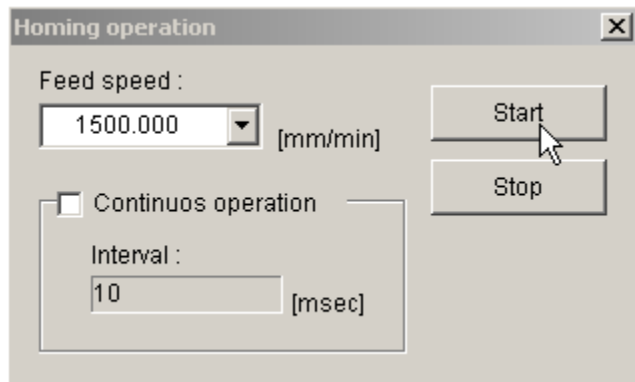 Homing operation
Feed speed :
1500.000
[mm/min]
Start
Stop
Continuos operation
Interval :
10
[msec]